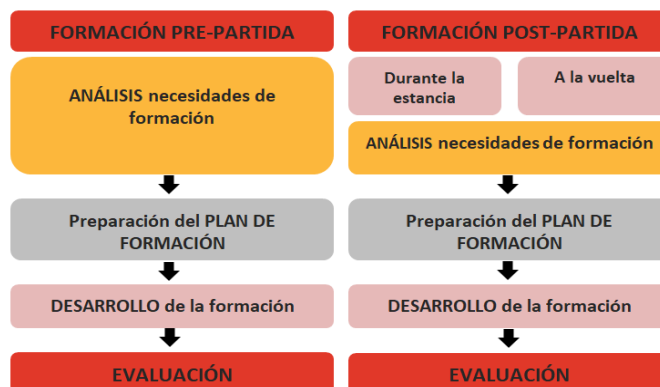 FORMACIÓN PRE-PARTIDA
ANÁLISIS necesidades de
formación
Preparación del PLAN DE
FORMACIÓN
DESARROLLO de la formación
EVALUACIÓN
FORMACIÓN POST-PARTIDA
Durante la
estancia
A la vuelta
ANÁLISIS necesidades de formación
Preparación del PLAN DE
FORMACIÓN
DESARROLLO de la formación
EVALUACIÓN